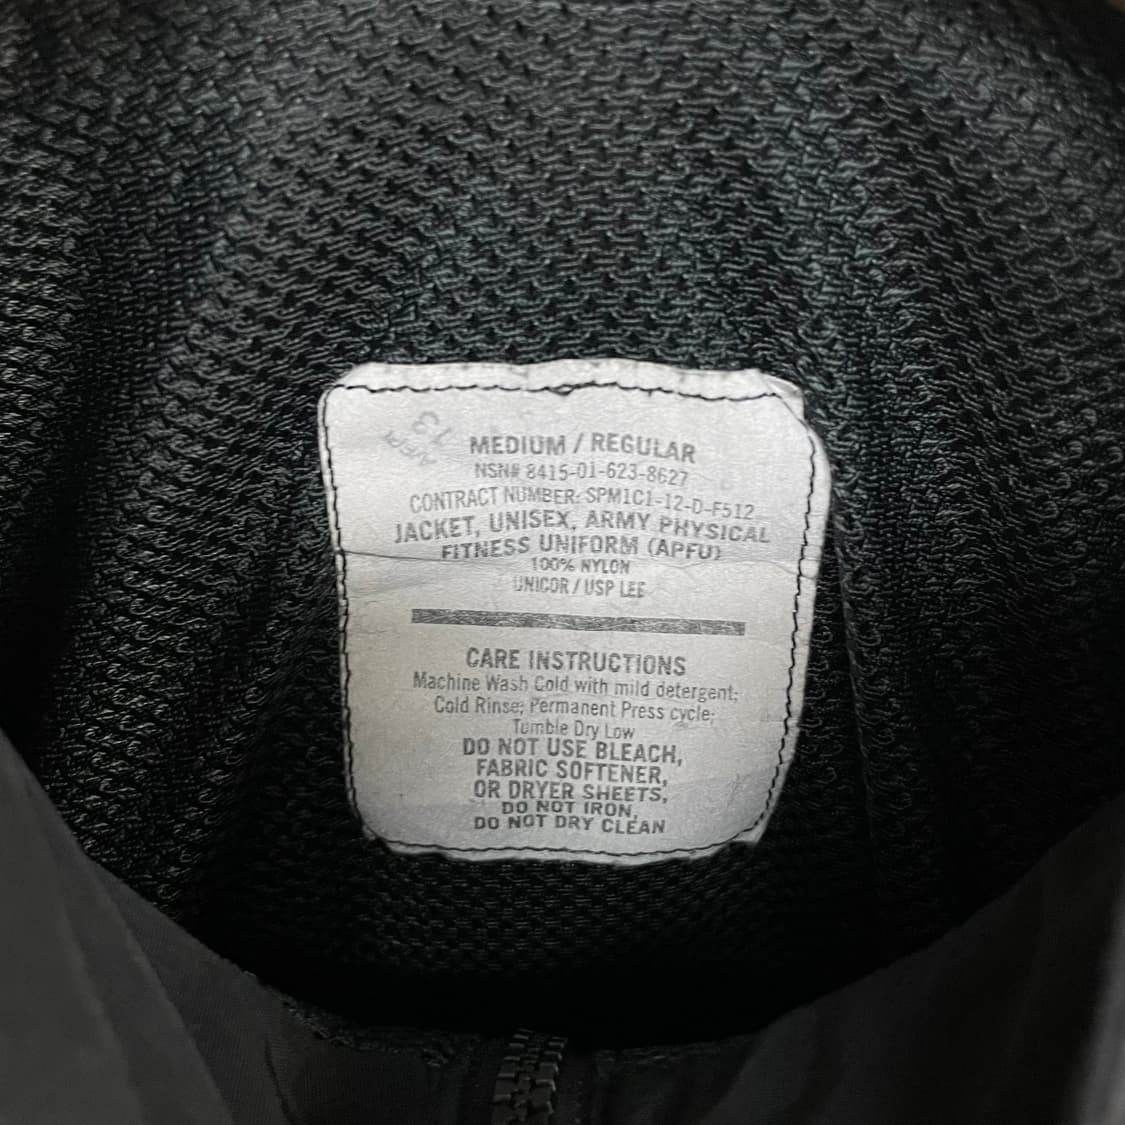 MEDIUM / REGULAR
NSN# 8415-01-623-8627
CONTRACT NUMBER: SPM1C1-12-D-F512
JACKET, UNISEX, ARMY PHYSICAL
FITNESS UNIFORM (APFU)
100% NYLON
UNICOR / USP LEE
CARE INSTRUCTIONS
Machine Wash Cold with mild detergent;
Cold Rinse; Permanent Press cycle;
Tumble Dry Low
DO NOT USE BLEACH,
FABRIC SOFTENER,
OR DRYER SHEETS,
DO NOT IRON,
DO NOT DRY CLEAN